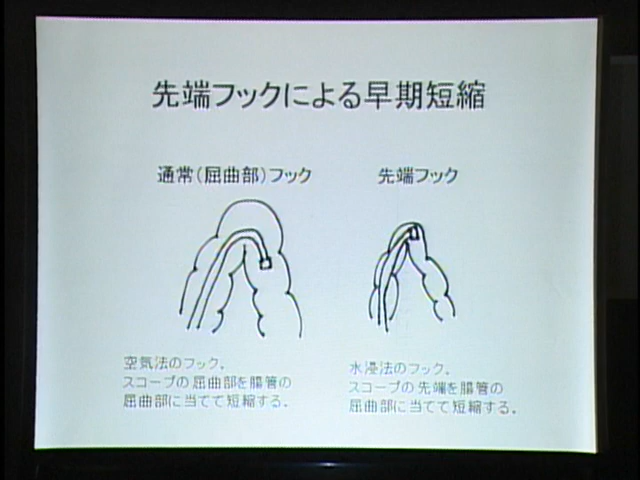 先端フックによる早期短縮
通常(屈曲部)フック
先端フック
空気法のフック.
スコープの屈曲部を腸管の
屈曲部に当てて短縮する.
水浸法のフック.
スコープの先端を腸管の
屈曲部に当てて短縮する.